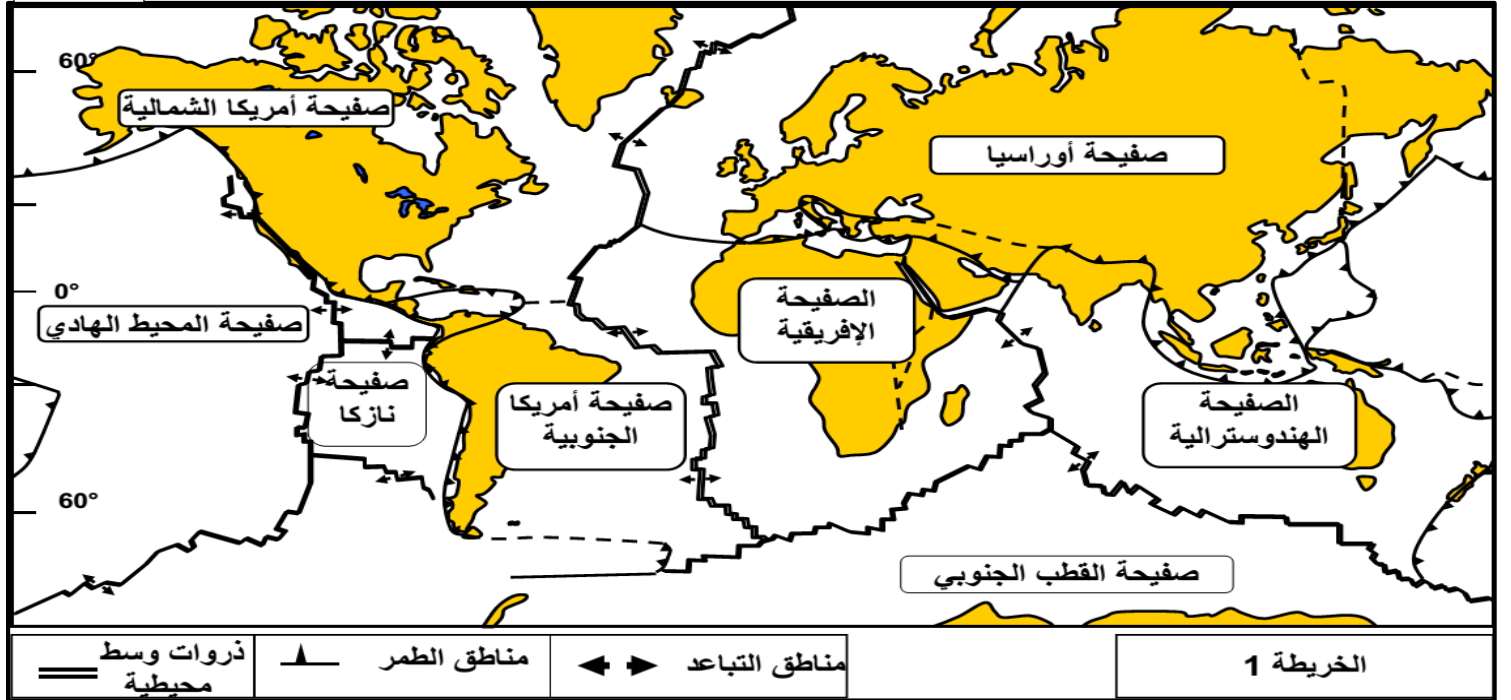 60°
صفيحة أمريكا الشمالية
صفيحة أوراسيا
0°
صفيحة المحيط الهادي
الصفيحة
الإفريقية
صفيحة
نازكا
صفيحة أمريكا
الجنوبية
الصفيحة
الهندوسترالية
60°
صفيحة القطب الجنوبي
ذروات وسط
محيطية
مناطق الطمر
مناطق التباعد
الخريطة 1